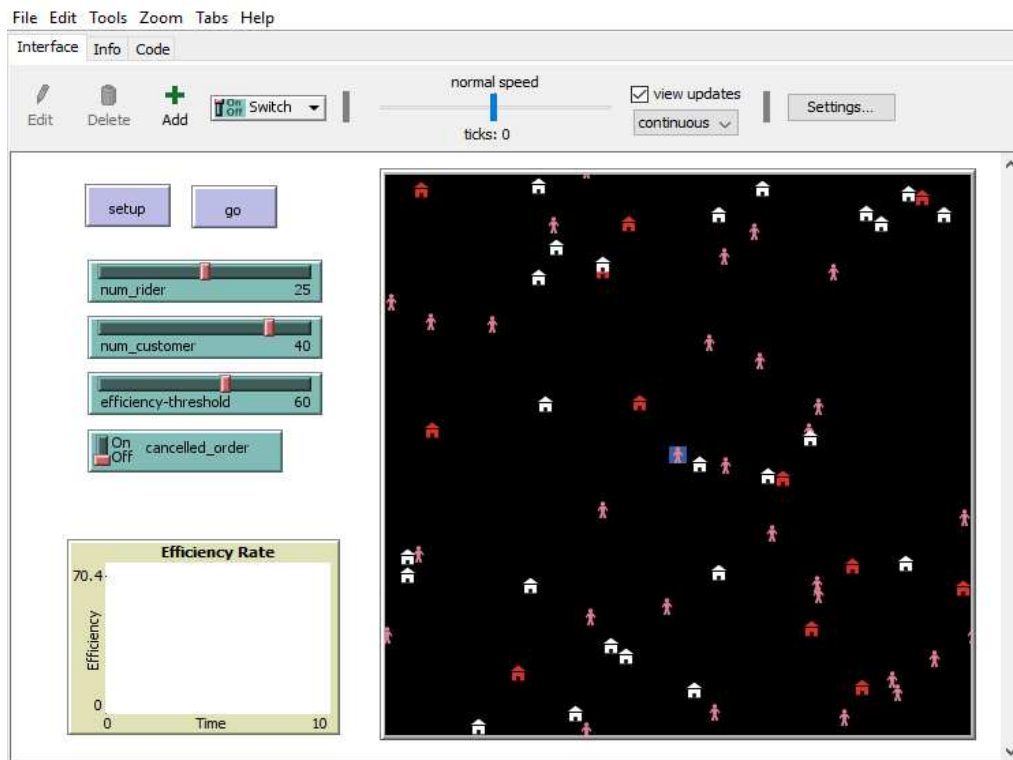 File Edit Tools Zoom Tabs Help
Interface Info Code
normal speed
Edit Delete Add On Off Switch
ticks: 0
view updates
continuous
Settings...
setup go
num_rider 25
num_customer 40
efficiency-threshold 60
On
Off
cancelled_order
Efficiency Rate
70.4
Efficiency
0
0 Time 10